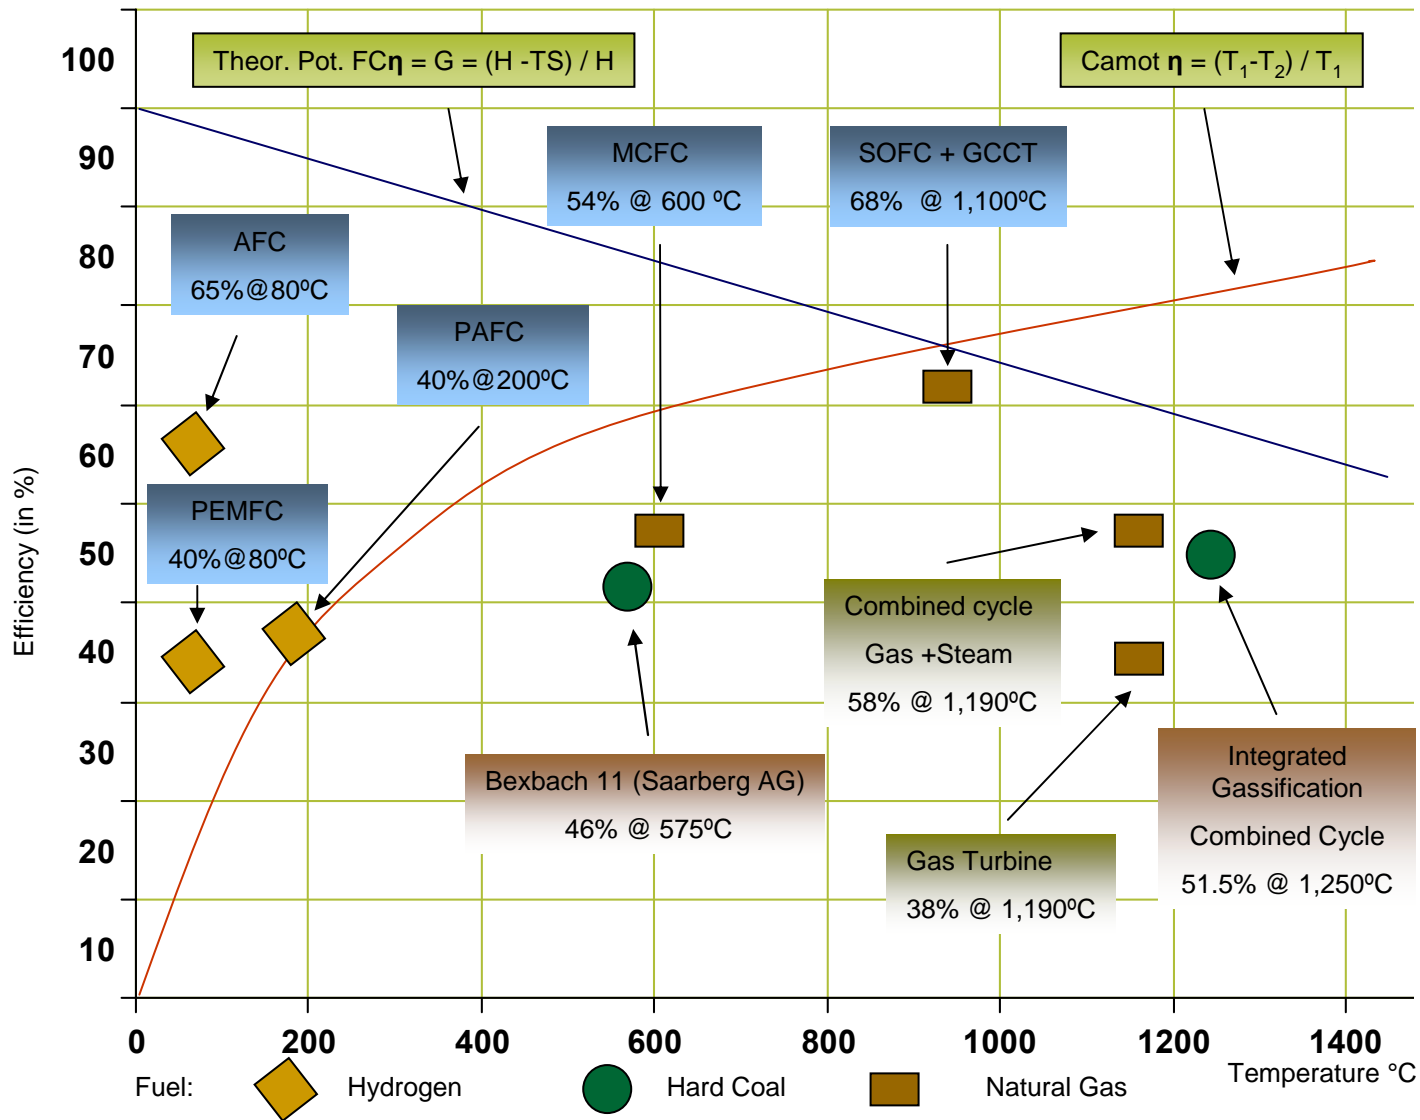 Theor. Pot. FCη = G = (H -TS) / H
Camot η = (T₁-T₂) / T₁
100
90
80
70
60
50
40
30
20
10
Efficiency (in %)
MCFC
54% @ 600 ºC
SOFC + GCCT
68% @ 1,100ºC
AFC
65%@80ºC
PAFC
40%@200ºC
PEMFC
40%@80ºC
Combined cycle
Gas +Steam
58% @ 1,190ºC
Bexbach 11 (Saarberg AG)
46% @ 575ºC
Gas Turbine
38% @ 1,190ºC
Integrated
Gassification
Combined Cycle
51.5% @ 1,250ºC
0 200 400 600 800 1000 1200 1400
Temperature °C
Fuel: Hydrogen Hard Coal Natural Gas